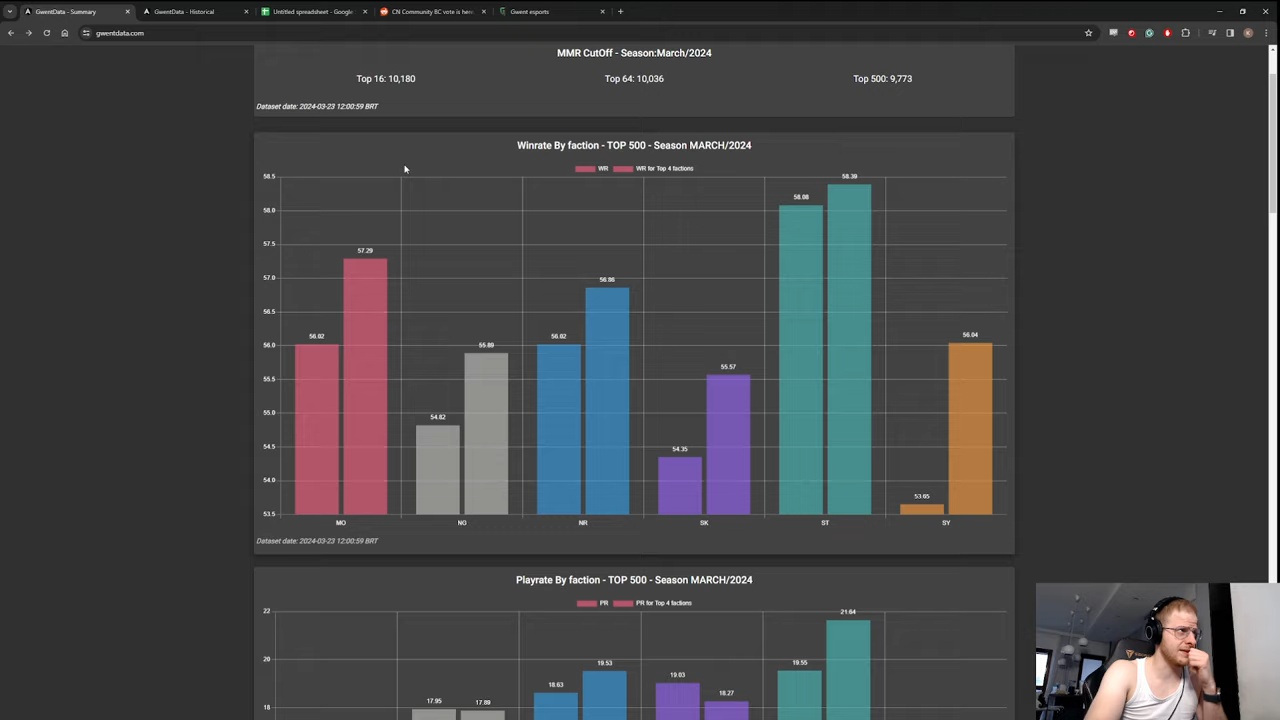 GwentData - Summary
GwentData - Historical
Untitled spreadsheet - Google
CN Community BC vote is here
Gwent esports
gwentdata.com
MMR CutOff - Season:March/2024
Top 16: 10,180
Top 64: 10,036
Top 500: 9,773
Dataset date: 2024-03-23 12:00:59 BRT
Winrate By faction - TOP 500 - Season MARCH/2024
WR
WR for Top 4 factions
58.5
58.0
57.5
57.0
56.5
56.0
55.5
55.0
54.5
54.0
53.5
56.02
57.29
54.82
55.89
56.02
56.86
54.35
55.57
58.08
58.39
53.65
56.04
MO
NG
NR
SK
ST
SY
Dataset date: 2024-03-23 12:00:59 BRT
Playrate By faction - TOP 500 - Season MARCH/2024
PR
PR for Top 4 factions
22
20
18
17.95
17.89
18.63
19.53
19.03
18.27
19.55
21.64